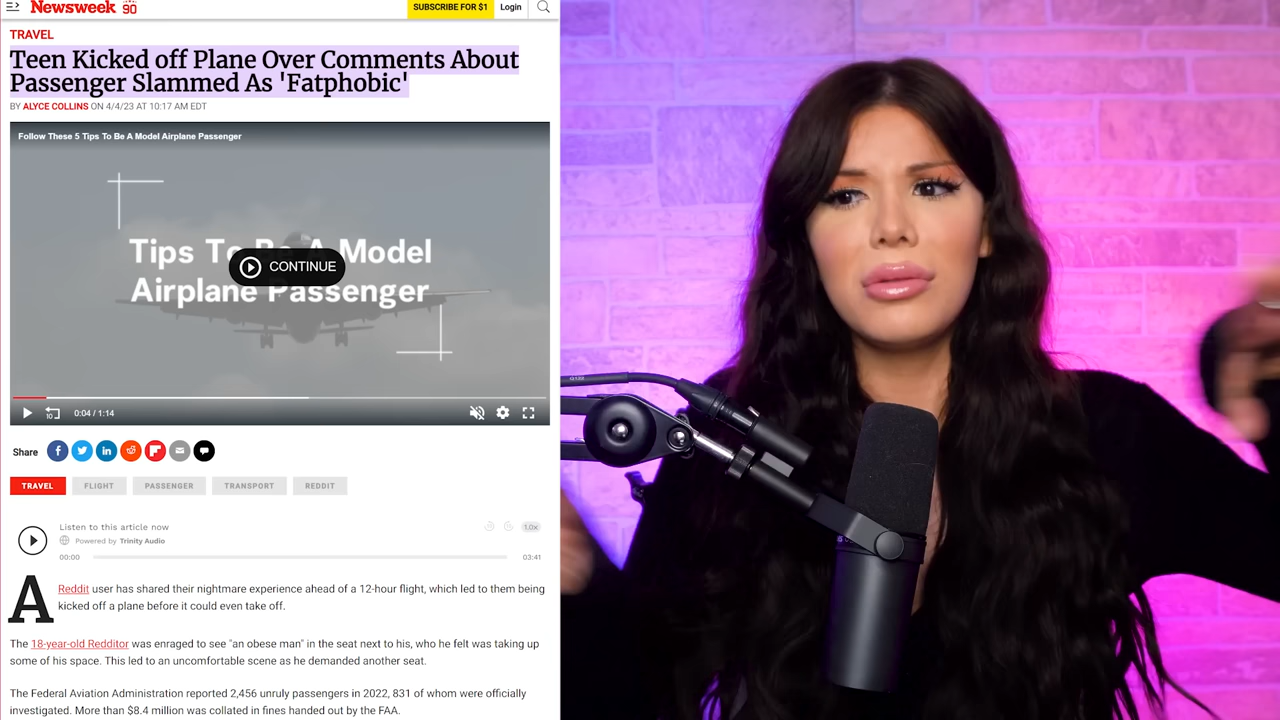 Newsweek 90
SUBSCRIBE FOR $1
Login
TRAVEL
Teen Kicked off Plane Over Comments About
Passenger Slammed As 'Fatphobic'
BY ALYCE COLLINS ON 4/4/23 AT 10:17 AM EDT
Follow These 5 Tips To Be A Model Airplane Passenger
Tips To Be A Model
CONTINUE
Airplane Passenger
10
0:04 / 1:14
Share
TRAVEL
FLIGHT
PASSENGER
TRANSPORT
REDDIT
Listen to this article now
1.0x
Powered by Trinity Audio
00:00
03:41
A Reddit user has shared their nightmare experience ahead of a 12-hour flight, which led to them being
kicked off a plane before it could even take off.
The 18-year-old Redditor was enraged to see "an obese man" in the seat next to his, who he felt was taking up
some of his space. This led to an uncomfortable scene as he demanded another seat.
The Federal Aviation Administration reported 2,456 unruly passengers in 2022, 831 of whom were officially
investigated. More than $8.4 million was collated in fines handed out by the FAA.